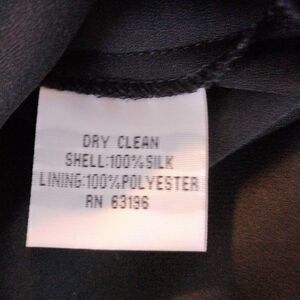 DRY CLEAN
SHELL:100%SILK
LINING:100%POLYESTER
RN 63196